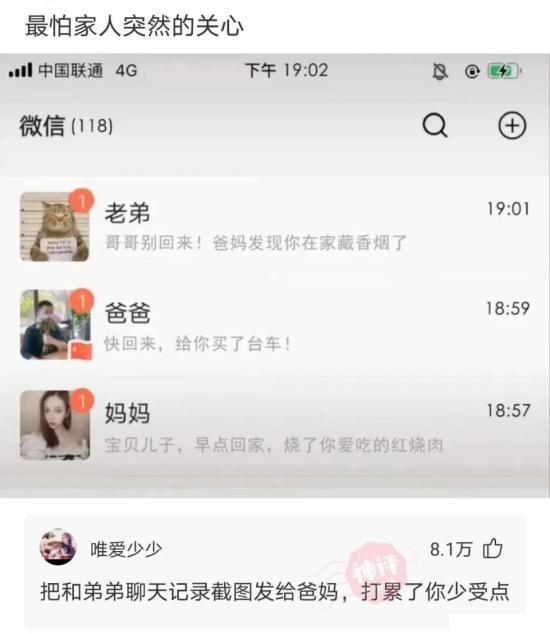 最怕家人突然的关心
中国联通 4G 下午 19:02
微信(118)
1
老弟 19:01
哥哥别回来！爸妈发现你在家藏香烟了
1
爸爸 18:59
快回来，给你买了台车！
1
妈妈 18:57
宝贝儿子，早点回家，烧了你爱吃的红烧肉
唯爱少少 8.1万
神评
把和弟弟聊天记录截图发给爸妈，打累了你少受点